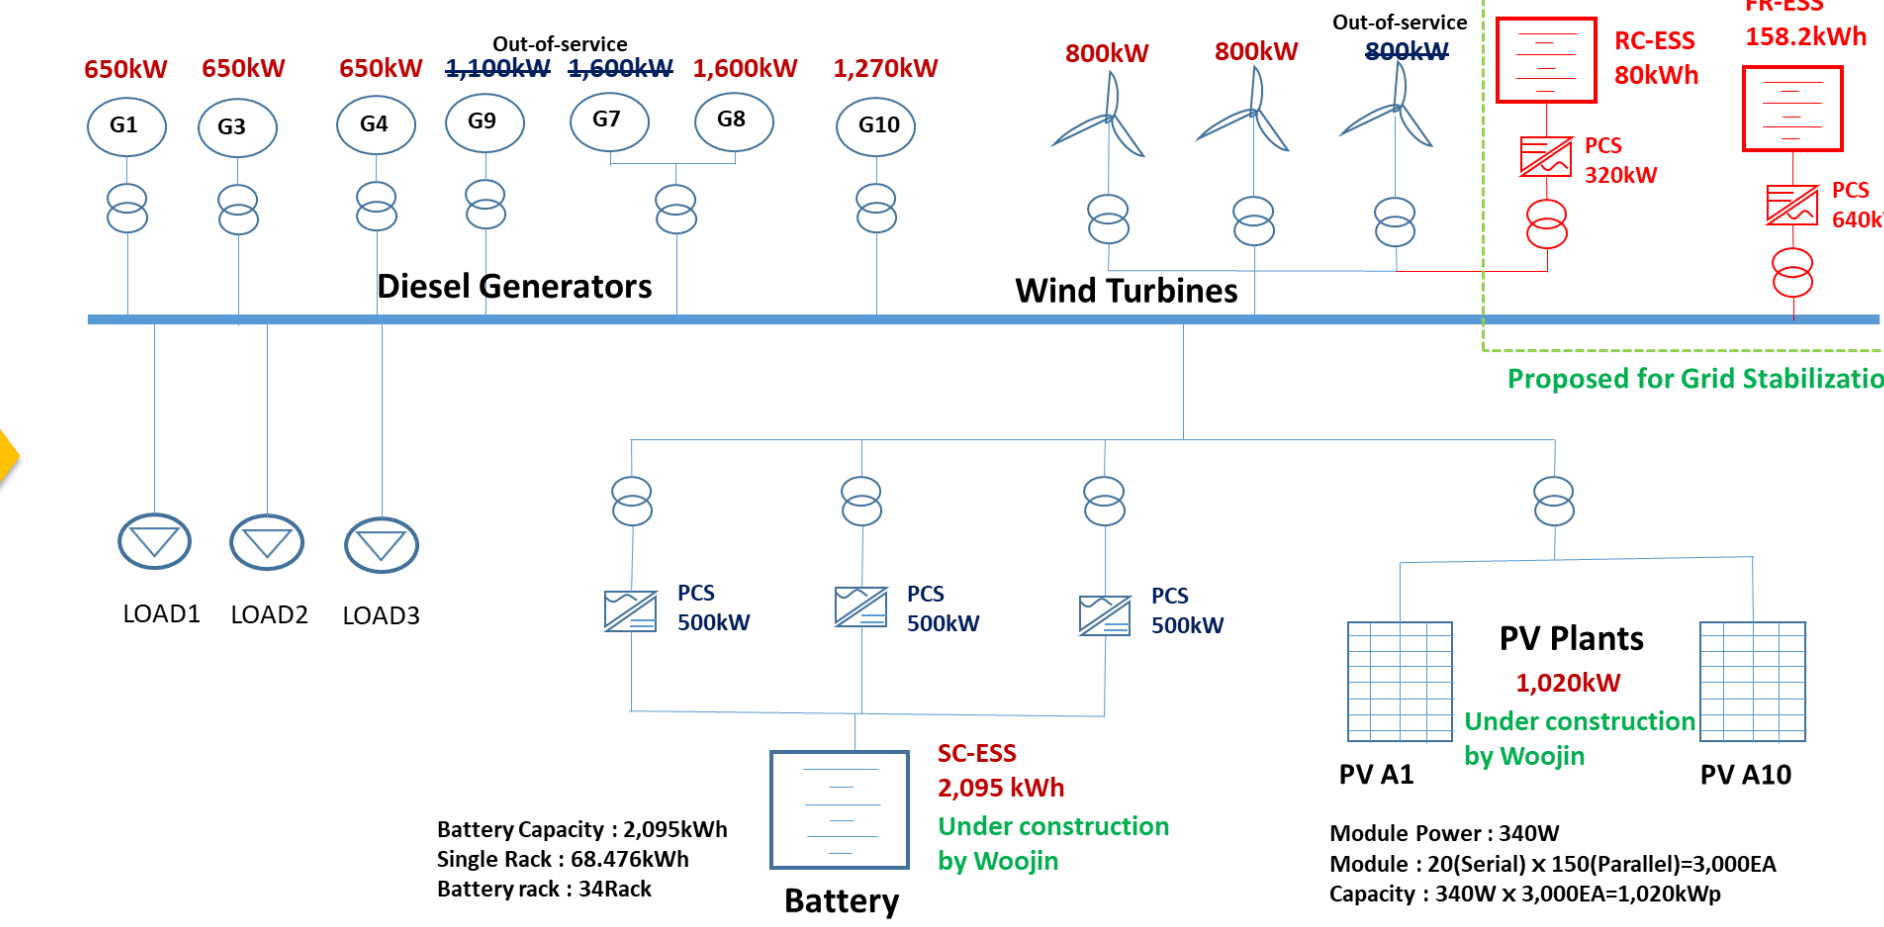 Out-of-service
650kW 650kW 650kW 1,100kW 1,600kW 1,600kW 1,270kW
G1 G3 G4 G9 G7 G8 G10
Diesel Generators
Out-of-service
800kW 800kW 800kW
Wind Turbines
RC-ESS
80kWh
PCS
320kW
FR-ESS
158.2kWh
PCS
640k
Proposed for Grid Stabilizatio
LOAD1 LOAD2 LOAD3
PCS
500kW
PCS
500kW
PCS
500kW
SC-ESS
2,095 kWh
Under construction
by Woojin
Battery Capacity : 2,095kWh
Single Rack : 68.476kWh
Battery rack : 34Rack
Battery
PV Plants
1,020kW
Under construction
by Woojin
PV A1 PV A10
Module Power : 340W
Module : 20(Serial) X 150(Parallel)=3,000EA
Capacity : 340W X 3,000EA=1,020kWp